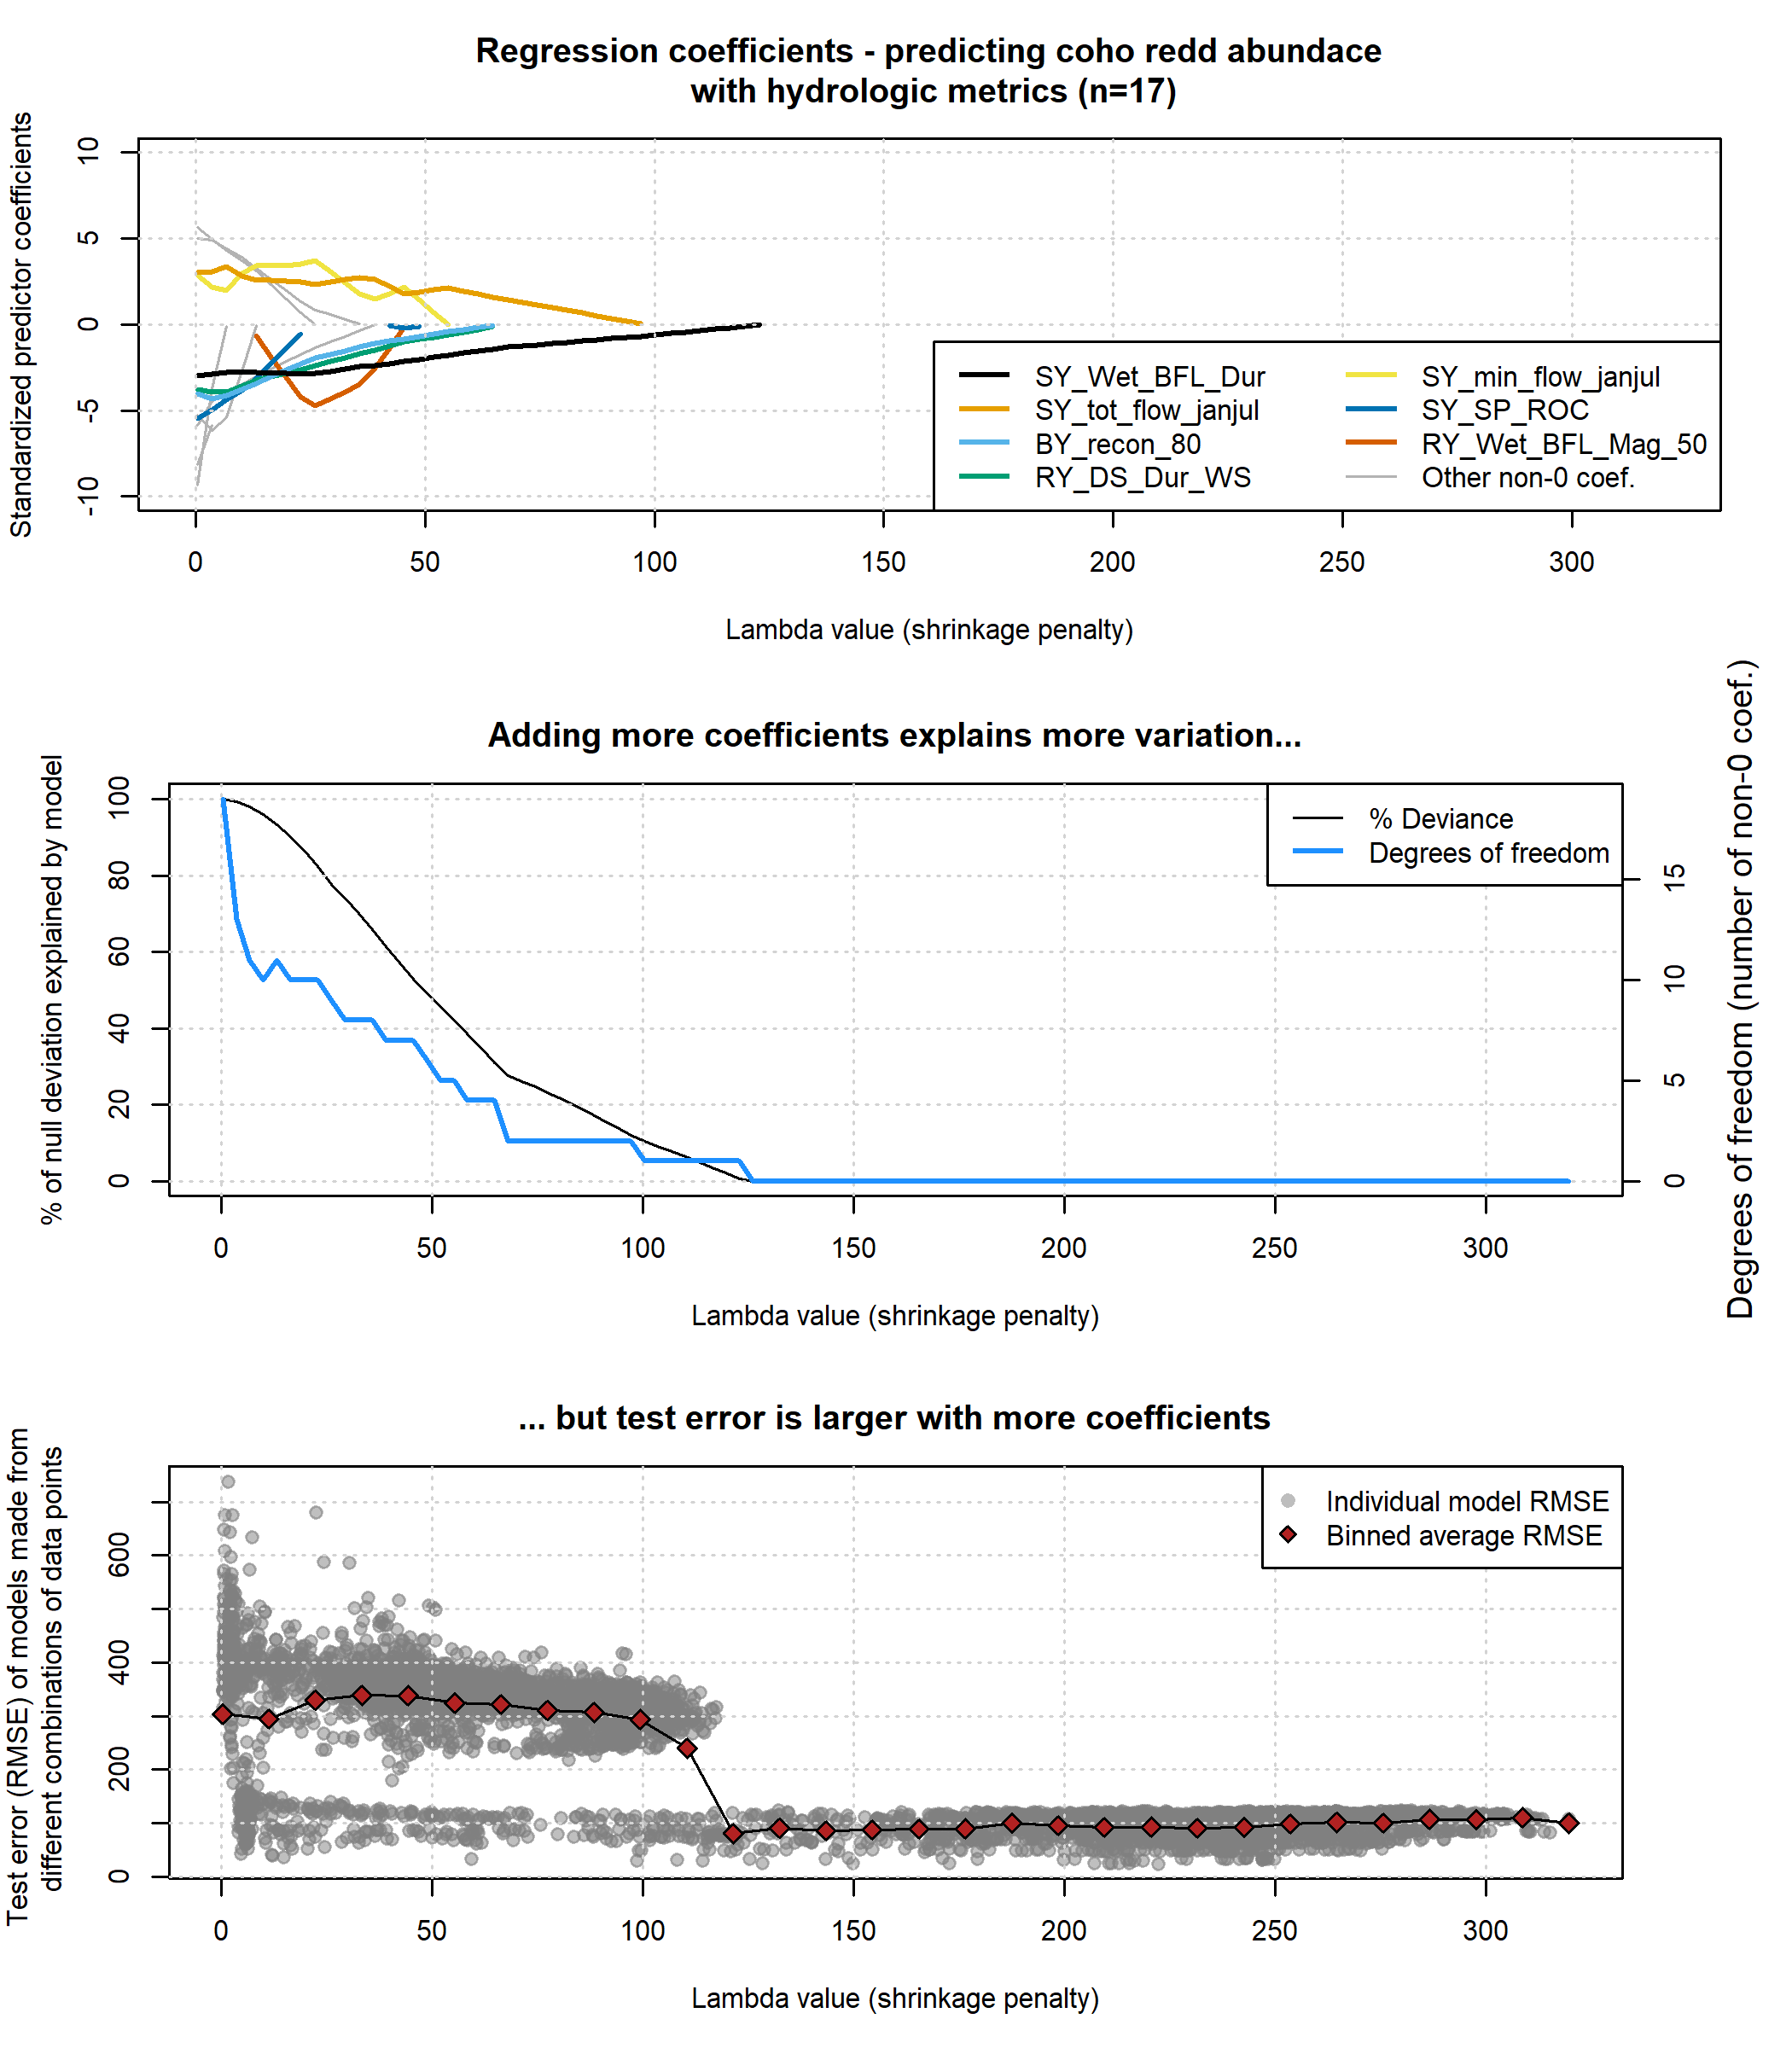 Regression coefficients - predicting coho redd abundace
with hydrologic metrics (n=17)
Standardized predictor coefficients
10
5
0
-5
-10
SY_Wet_BFL_Dur
SY_tot_flow_janjul
BY_recon_80
RY_DS_Dur_WS
SY_min_flow_janjul
SY_SP_ROC
RY_Wet_BFL_Mag_50
Other non-0 coef.
0 50 100 150 200 250 300
Lambda value (shrinkage penalty)
Adding more coefficients explains more variation...
% of null deviation explained by model
100
80
60
40
20
0
% Deviance
Degrees of freedom
15
10
5
0
Degrees of freedom (number of non-0 coef.)
0 50 100 150 200 250 300
Lambda value (shrinkage penalty)
... but test error is larger with more coefficients
Test error (RMSE) of models made from
different combinations of data points
600
400
200
0
Individual model RMSE
Binned average RMSE
0 50 100 150 200 250 300
Lambda value (shrinkage penalty)